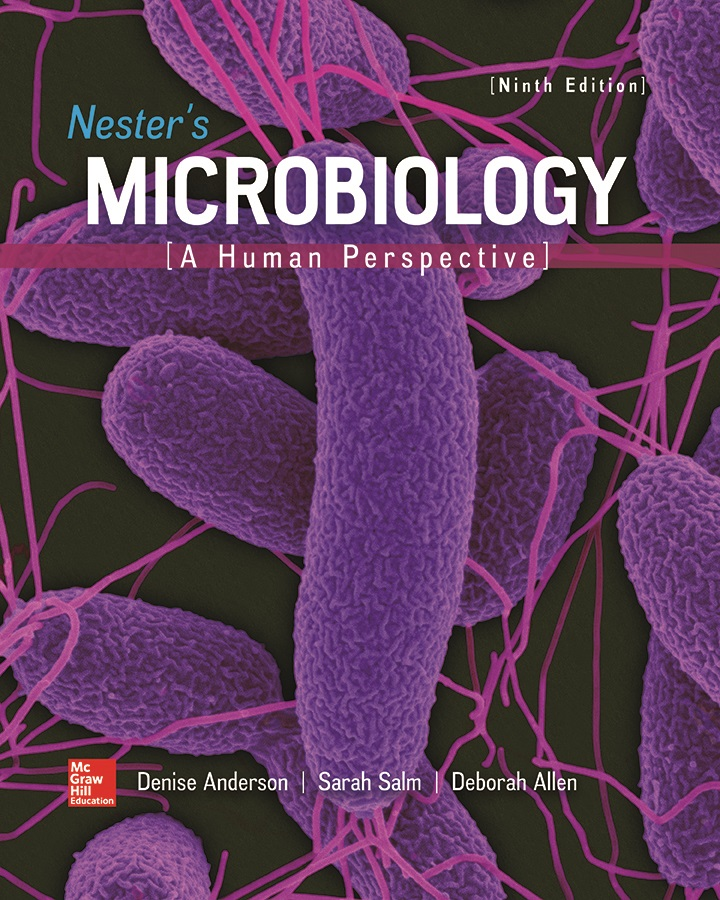 [Ninth Edition]
Nester's
MICROBIOLOGY
[A Human Perspective]
Mc
Graw
Hill
Education
Denise Anderson | Sarah Salm | Deborah Allen